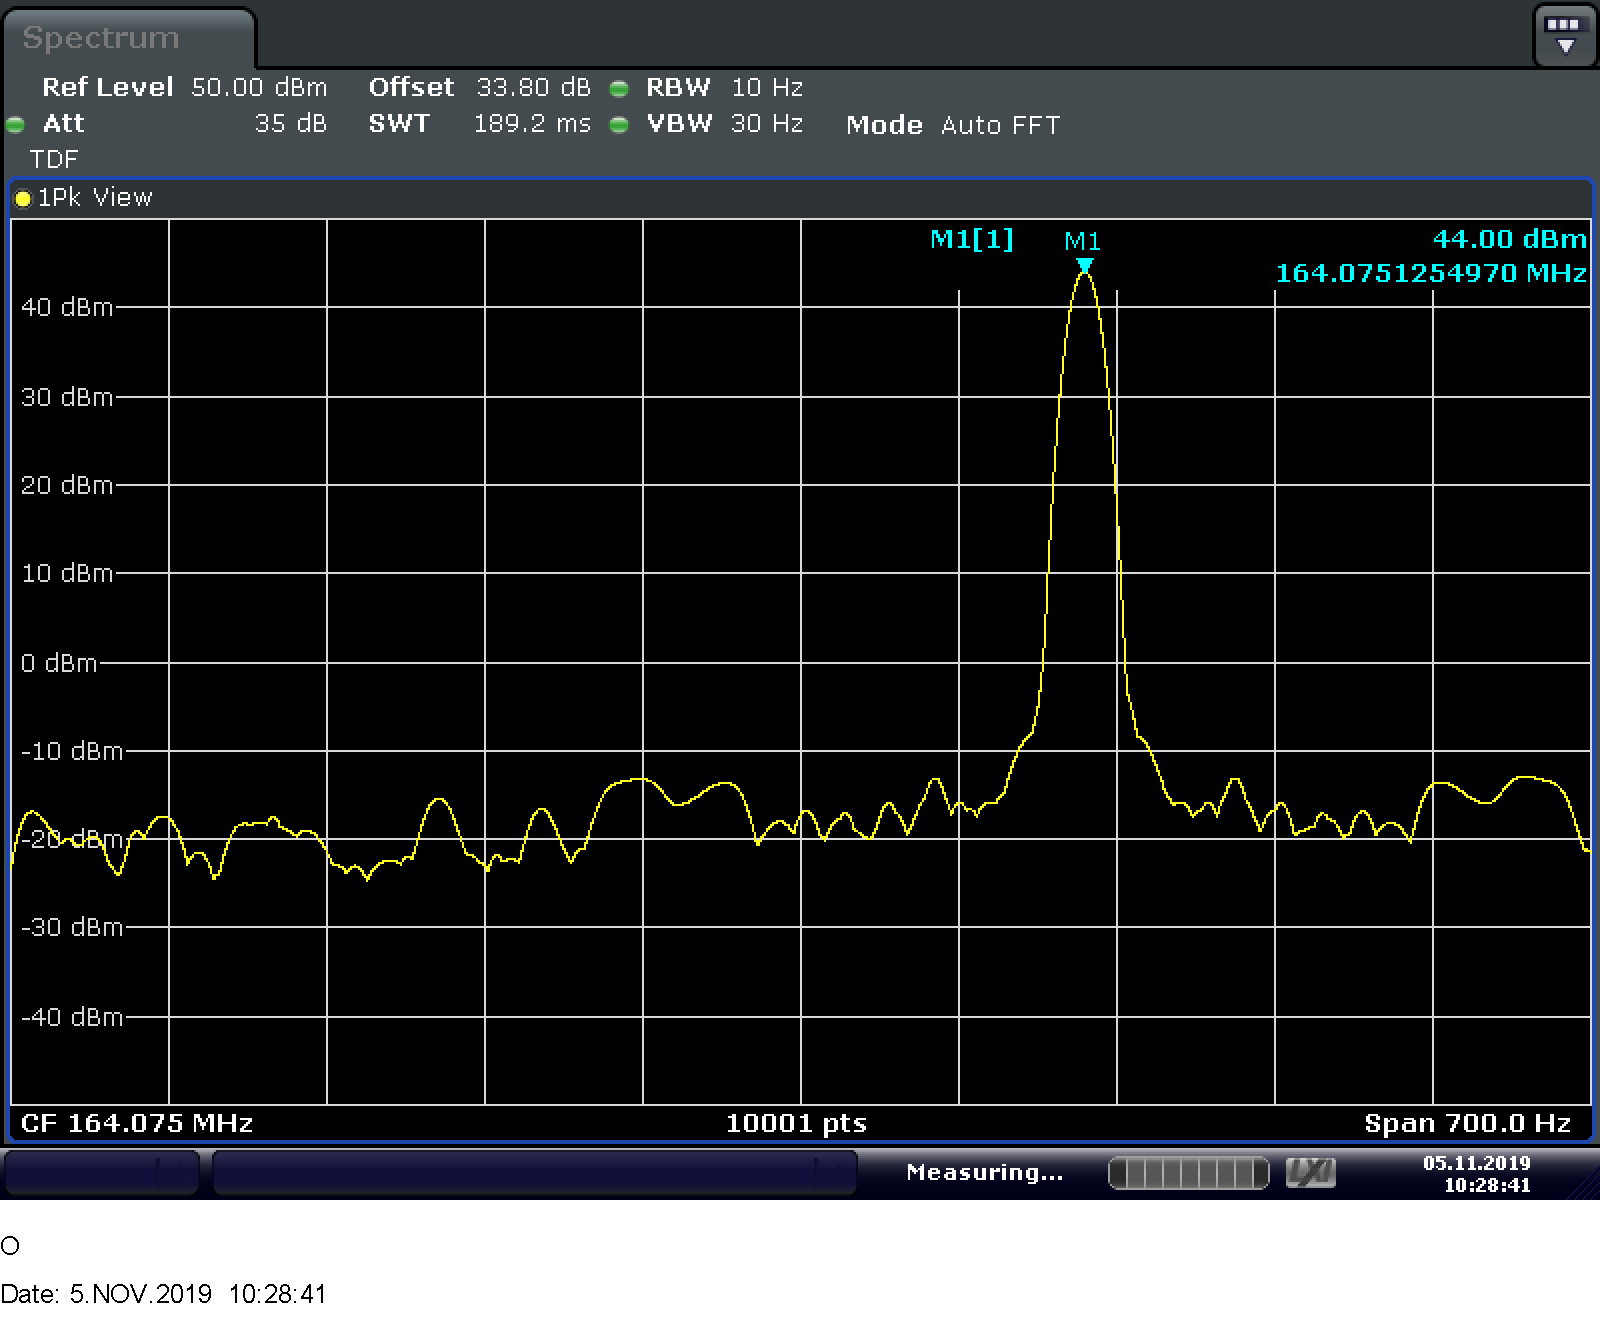 Spectrum
Ref Level 50.00 dBm Offset 33.80 dB RBW 10 Hz
Att 35 dB SWT 189.2 ms VBW 30 Hz Mode Auto FFT
TDF
1Pk View
M1[1] M1 44.00 dBm
164.0751254970 MHz
40 dBm
30 dBm
20 dBm
10 dBm
0 dBm
-10 dBm
-20 dBm
-30 dBm
-40 dBm
CF 164.075 MHz 10001 pts Span 700.0 Hz
Measuring... LXI 05.11.2019
10:28:41
O
Date: 5.NOV.2019 10:28:41